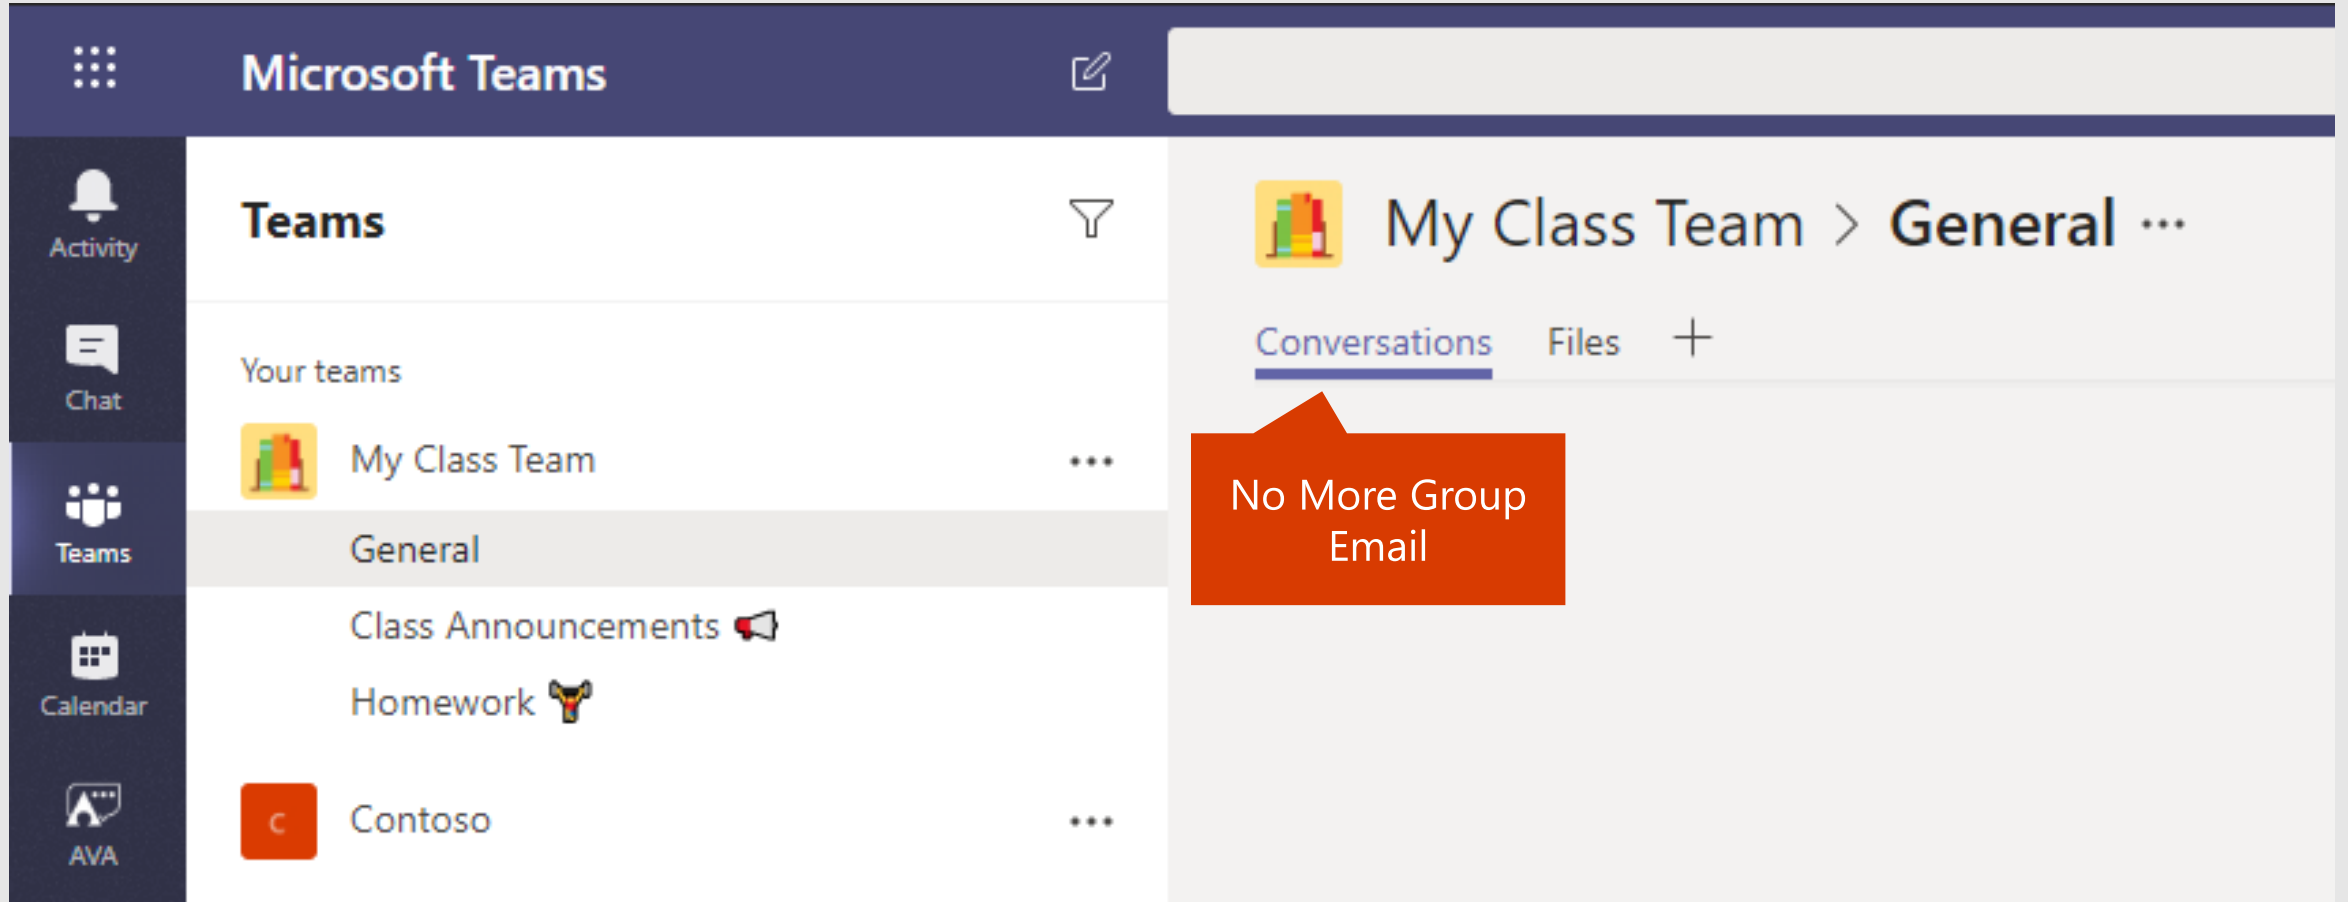 Microsoft Teams
Activity
Chat
Teams
Calendar
AVA
Teams
Your teams
My Class Team
General
Class Announcements
Homework
C
Contoso
My Class Team > General
Conversations Files
No More Group
Email